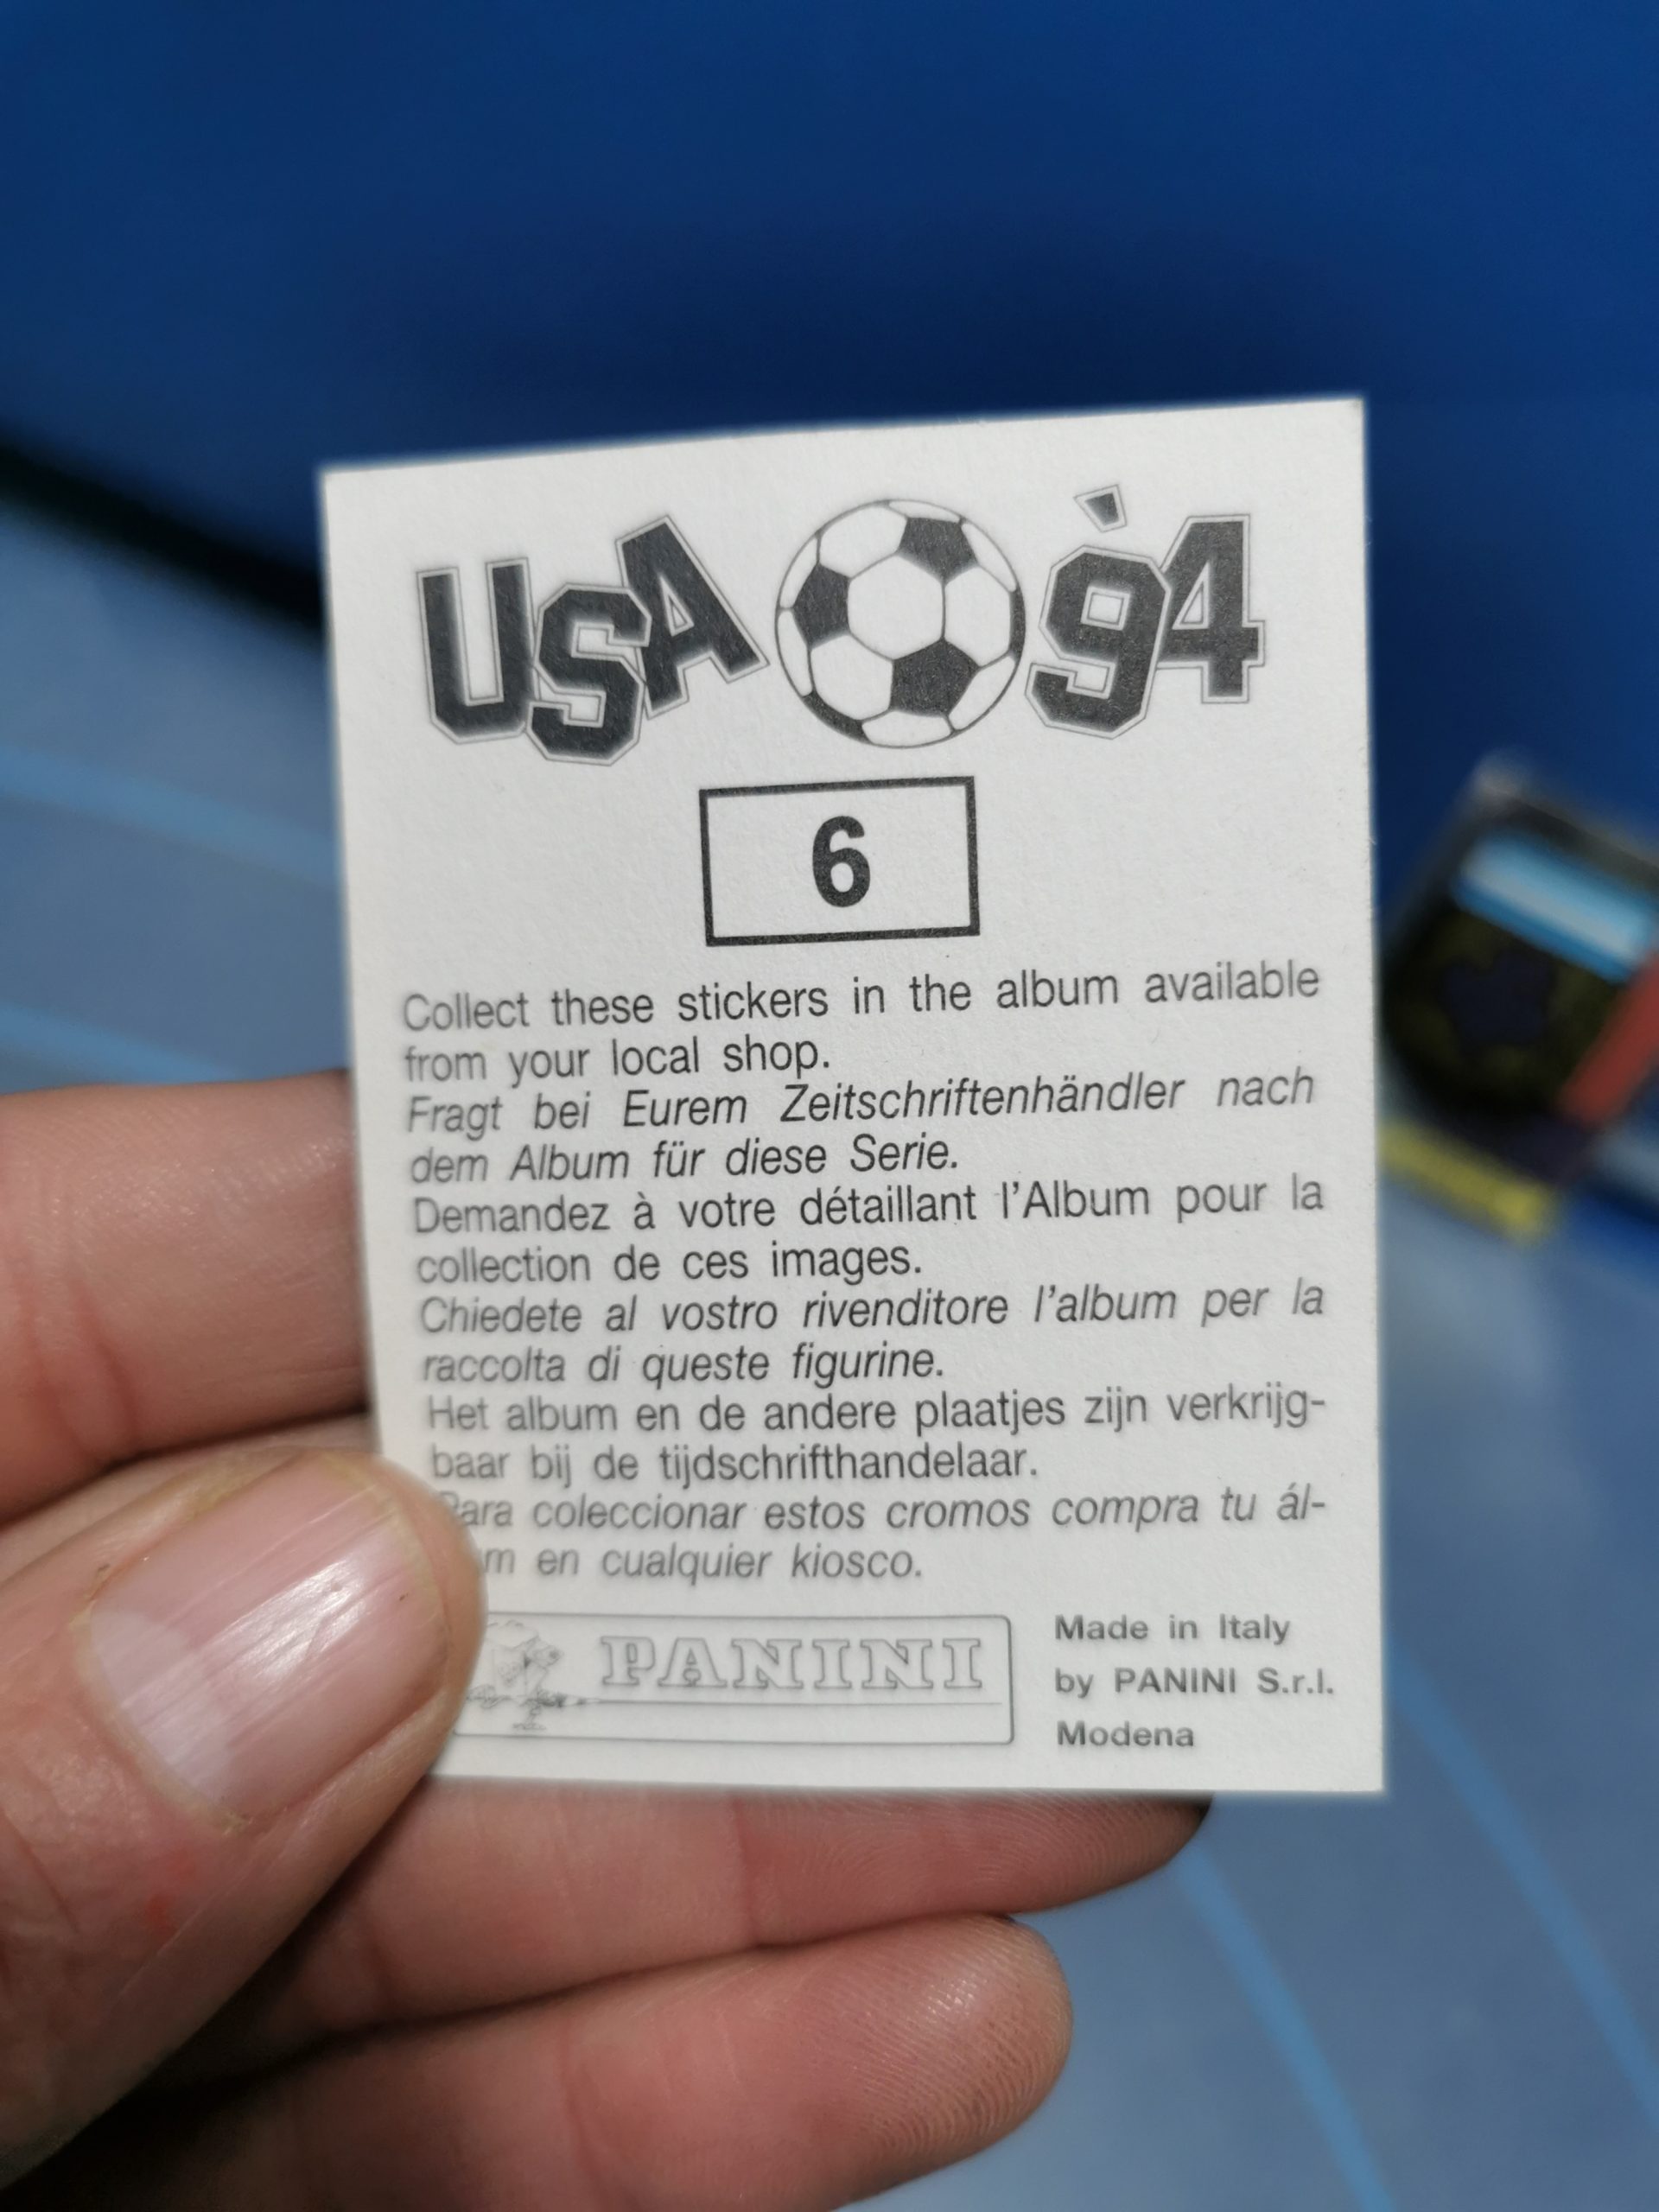 USA '94
6
Collect these stickers in the album available
from your local shop.
Fragt bei Eurem Zeitschriftenhändler nach
dem Album für diese Serie.
Demandez à votre détaillant l'Album pour la
collection de ces images.
Chiedete al vostro rivenditore l'album per la
raccolta di queste figurine.
Het album en de andere plaatjes zijn verkrijg-
baar bij de tijdschrifthandelaar.
Para coleccionar estos cromos compra tu ál-
en cualquier kiosco.
PANINI
Made in Italy
by PANINI S.r.l.
Modena